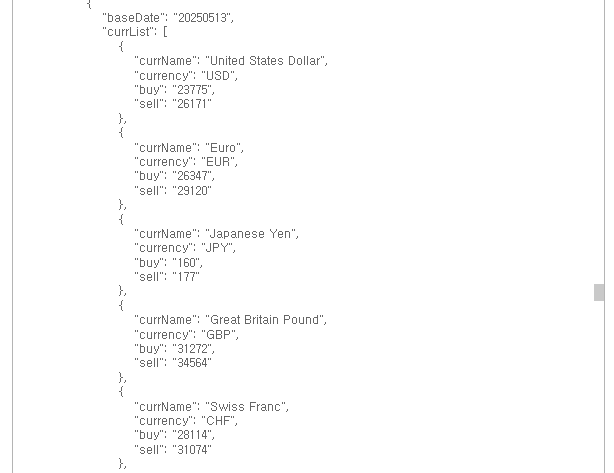 {
"baseDate": "20250513",
"currList": [
{
"currName": "United States Dollar",
"currency": "USD",
"buy": "23775",
"sell": "26171"
},
{
"currName": "Euro",
"currency": "EUR",
"buy": "26347",
"sell": "29120"
},
{
"currName": "Japanese Yen",
"currency": "JPY",
"buy": "160",
"sell": "177"
},
{
"currName": "Great Britain Pound",
"currency": "GBP",
"buy": "31272",
"sell": "34564"
},
{
"currName": "Swiss Franc",
"currency": "CHF",
"buy": "28114",
"sell": "31074"
},